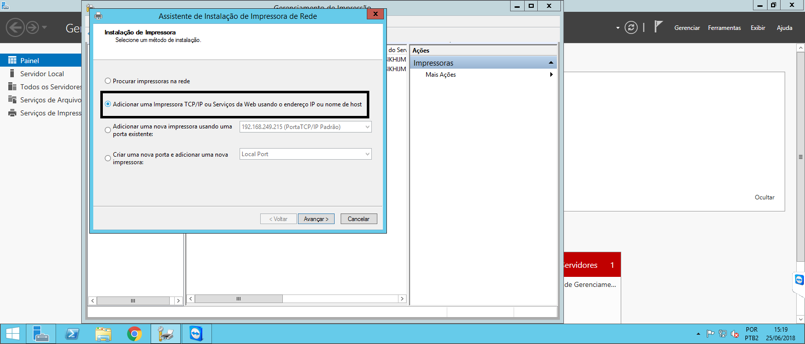 Gerenciamento de Impressão
Gerenciar Ferramentas Exibir Ajuda
Painel
Servidor Local
Todos os Servidores
Serviços de Arquivo
Serviços de Impress
Assistente de Instalação de Impressora de Rede
Instalação de Impressora
Selecione um método de instalação.
Procurar impressoras na rede
Adicionar uma Impressora TCP/IP ou Serviços da Web usando o endereço IP ou nome de host
Adicionar uma nova impressora usando uma
porta existente:
192.168.249.215 (PortaTCP/IP Padrão)
Criar uma nova porta e adicionar uma nova
impressora:
Local Port
< Voltar
Avançar >
Cancelar
do Sen
Ações
Impressoras
Mais Ações
Ocultar
ervidores 1
de Gerenciame...
POR
PTB2
15:19
25/06/2018